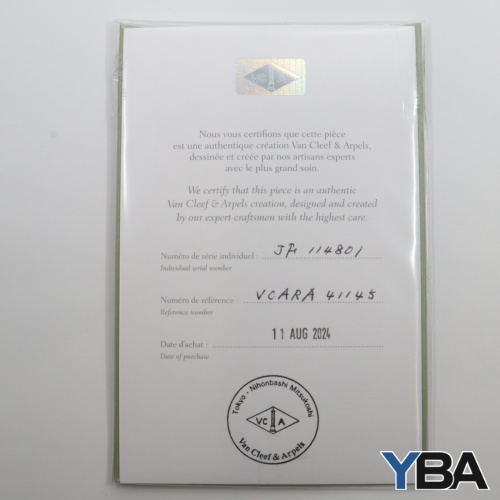 Nous vous certifions que cette pièce
est une authentique création Van Cleef & Arpels,
dessinée et créée par nos artisans experts
avec le plus grand soin.
We certify that this piece is an authentic
Van Cleef & Arpels creation, designed and created
by our expert craftsmen with the highest care.
Numéro de série individuel : JA 114801
Individual serial number
Numéro de référence : VCARA 41145
Reference number
Date d'achat : 11 AUG 2024
Date of purchase
Tokyo - Nihonbashi Mitsukoshi
VC A
Van Cleef & Arpels
YBA